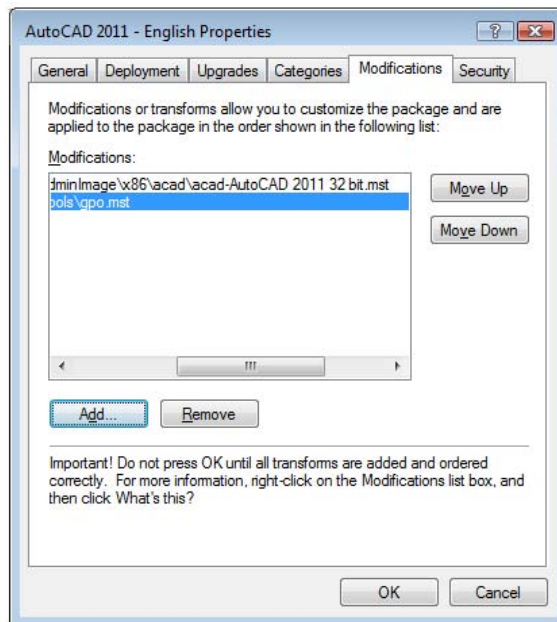 AutoCAD 2011 - English Properties
General Deployment Upgrades Categories Modifications Security
Modifications or transforms allow you to customize the package and are
applied to the package in the order shown in the following list:
Modifications:
dminImage\x86\acad\acad-AutoCAD 2011 32 bit.mst
ools\gpo.mst
Move Up
Move Down
Add...
Remove
Important! Do not press OK until all transforms are added and ordered
correctly. For more information, right-click on the Modifications list box, and
then click What's this?
OK
Cancel